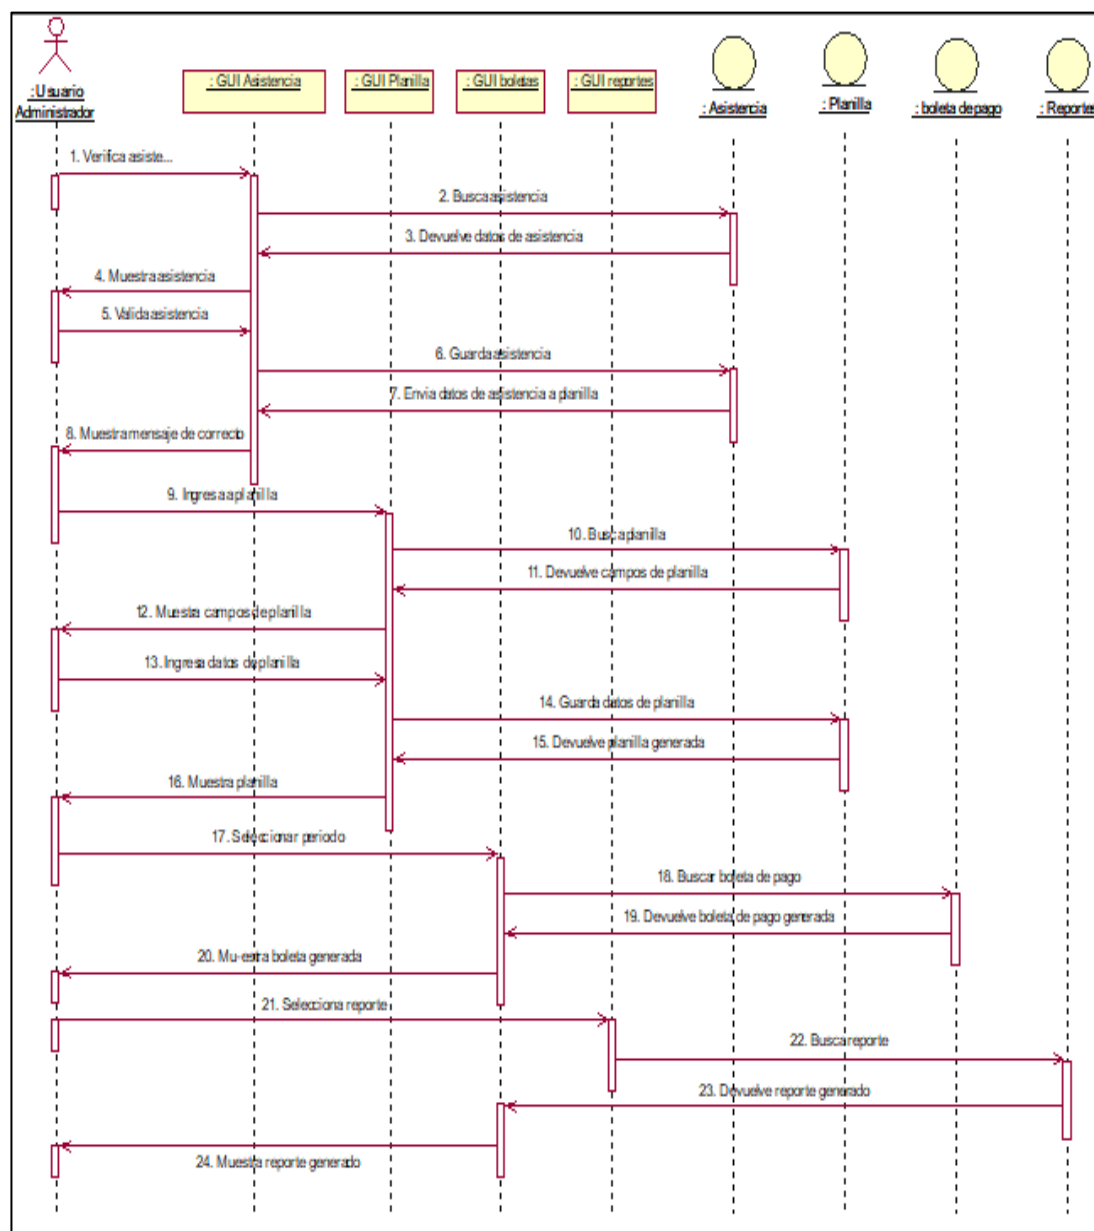 : Usuario
Administrador
: GUI Asistencia
: GUI Planilla
: GUI boletas
: GUI reportes
: Asistencia
: Planilla
: boleta de pago
: Reportes
1. Verifica asiste...
2. Busca asistencia
3. Devuelve datos de asistencia
4. Muestra asistencia
5. Valida asistencia
6. Guarda asistencia
7. Envia datos de asistencia a planilla
8. Muestra mensaje de correcto
9. Ingresa a planilla
10. Busca planilla
11. Devuelve campos de planilla
12. Muestra campos de planilla
13. Ingresa datos de planilla
14. Guarda datos de planilla
15. Devuelve planilla generada
16. Muestra planilla
17. Seleccionar periodo
18. Buscar boleta de pago
19. Devuelve boleta de pago generada
20. Mu-estra boleta generada
21. Selecciona reporte
22. Busca reporte
23. Devuelve reporte generado
24. Muestra reporte generado